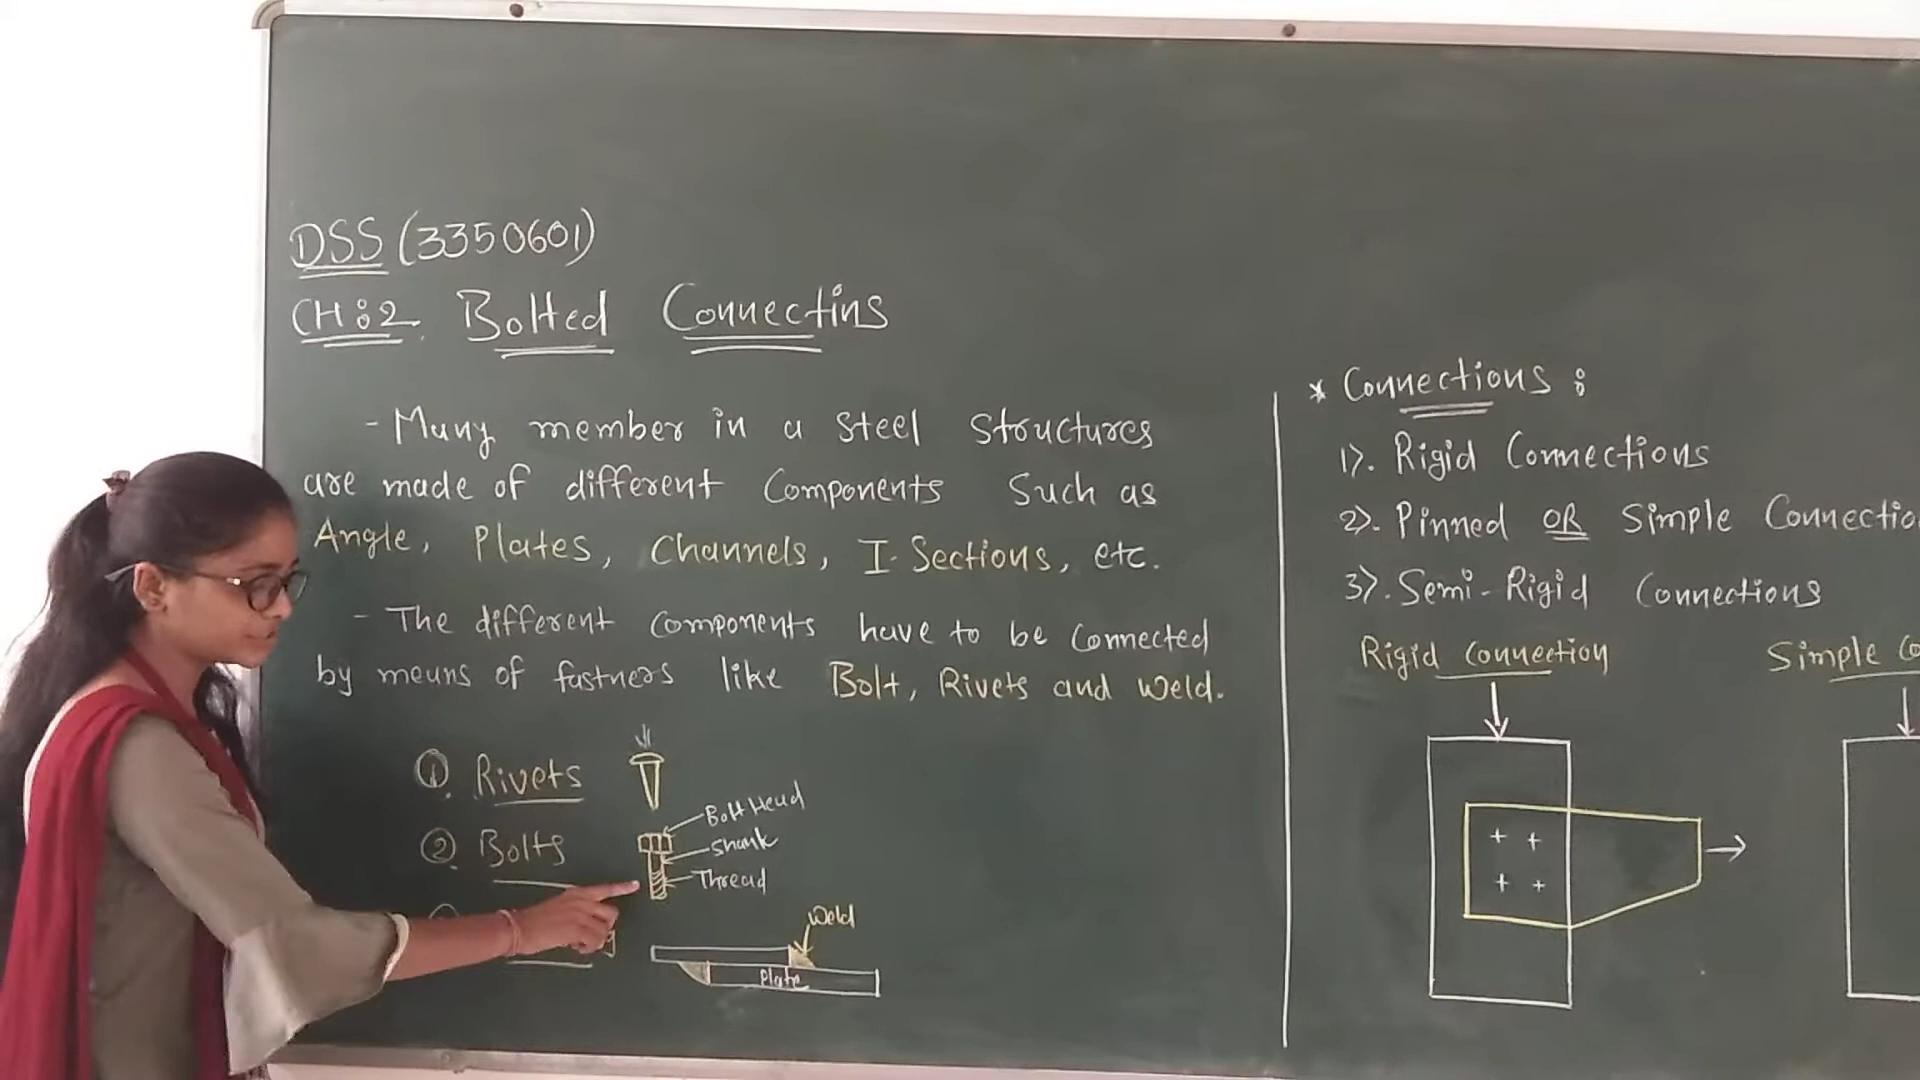 DSS (3350601)
CH:2. Bolted Connectins
- Many member in a Steel Structures
are made of different Components Such as
Angle, Plates, Channels, I-Sections, etc.
- The different components have to be connected
by means of fastners like Bolt, Rivets and Weld.
① Rivets
Bolt Head
② Bolts
Shank
Thread
Weld
Plate
* Connections :
1). Rigid Connections
2). Pinned OR Simple
3). Semi-Rigid Connections
Rigid Connection
Simple